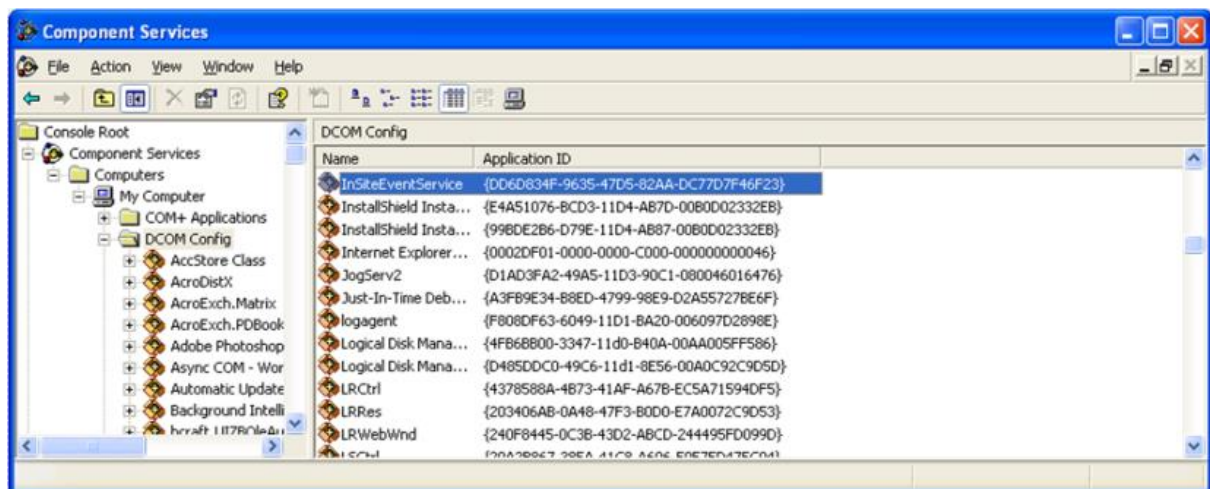 Component Services
File Action View Window Help
Console Root
Component Services
Computers
My Computer
COM+ Applications
DCOM Config
AccStore Class
AcroDistX
AcroExch.Matrix
AcroExch.PDBook
Adobe Photoshop
Async COM - Wor
Automatic Update
Background Intelli
DCOM Config
Name Application ID
InSiteEventService {DD6D834F-9635-47D5-82AA-DC77D7F46F23}
InstallShield Insta... {E4A51076-BCD3-11D4-AB7D-00B0D02332EB}
InstallShield Insta... {99BDE2B6-D79E-11D4-AB87-00B0D02332EB}
Internet Explorer... {0002DF01-0000-0000-C000-000000000046}
JogServ2 {D1AD3FA2-49A5-11D3-90C1-080046016476}
Just-In-Time Deb... {A3FB9E34-B8ED-4799-98E9-D2A55727BE6F}
logagent {F808DF63-6049-11D1-BA20-006097D2898E}
Logical Disk Mana... {4FB6BB00-3347-11d0-B40A-00AA005FF586}
Logical Disk Mana... {D485DDC0-49C6-11d1-8E56-00A0C92C9D5D}
LRCtrl {4378588A-4B73-41AF-A67B-EC5A71594DF5}
LRRes {203406AB-0A48-47F3-B0D0-E7A0072C9D53}
LRWebWnd {240F8445-0C3B-43D2-ABCD-244495FD099D}